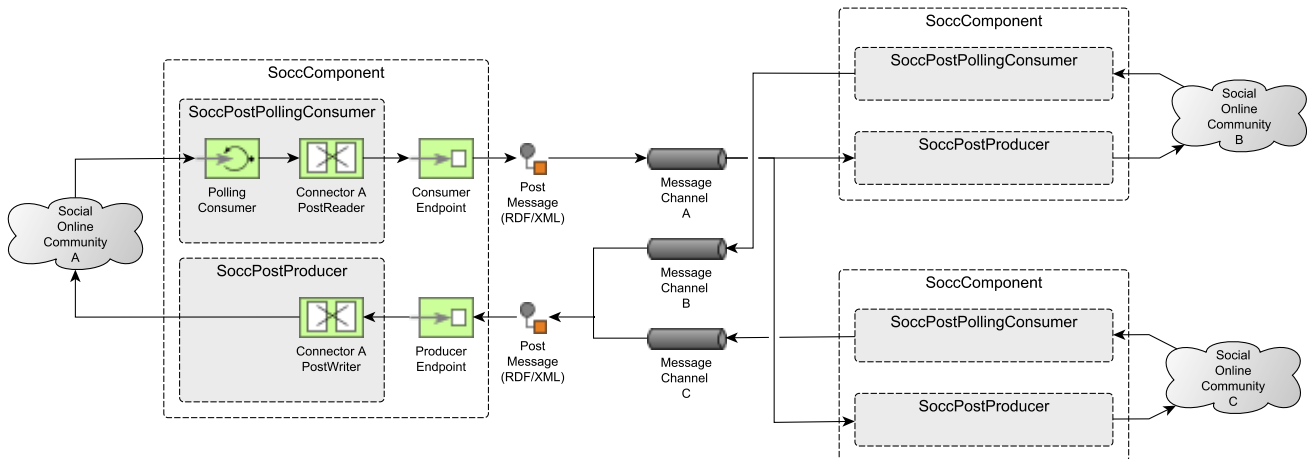 SoccComponent
SoccPostPollingConsumer
Polling
Consumer
Connector A
PostReader
Consumer
Endpoint
Post
Message
(RDF/XML)
Social
Online
Community
A
SoccPostProducer
Connector A
PostWriter
Producer
Endpoint
Post
Message
(RDF/XML)
Message
Channel
A
Message
Channel
B
Message
Channel
C
SoccComponent
SoccPostPollingConsumer
SoccPostProducer
Social
Online
Community
B
SoccComponent
SoccPostPollingConsumer
SoccPostProducer
Social
Online
Community
C